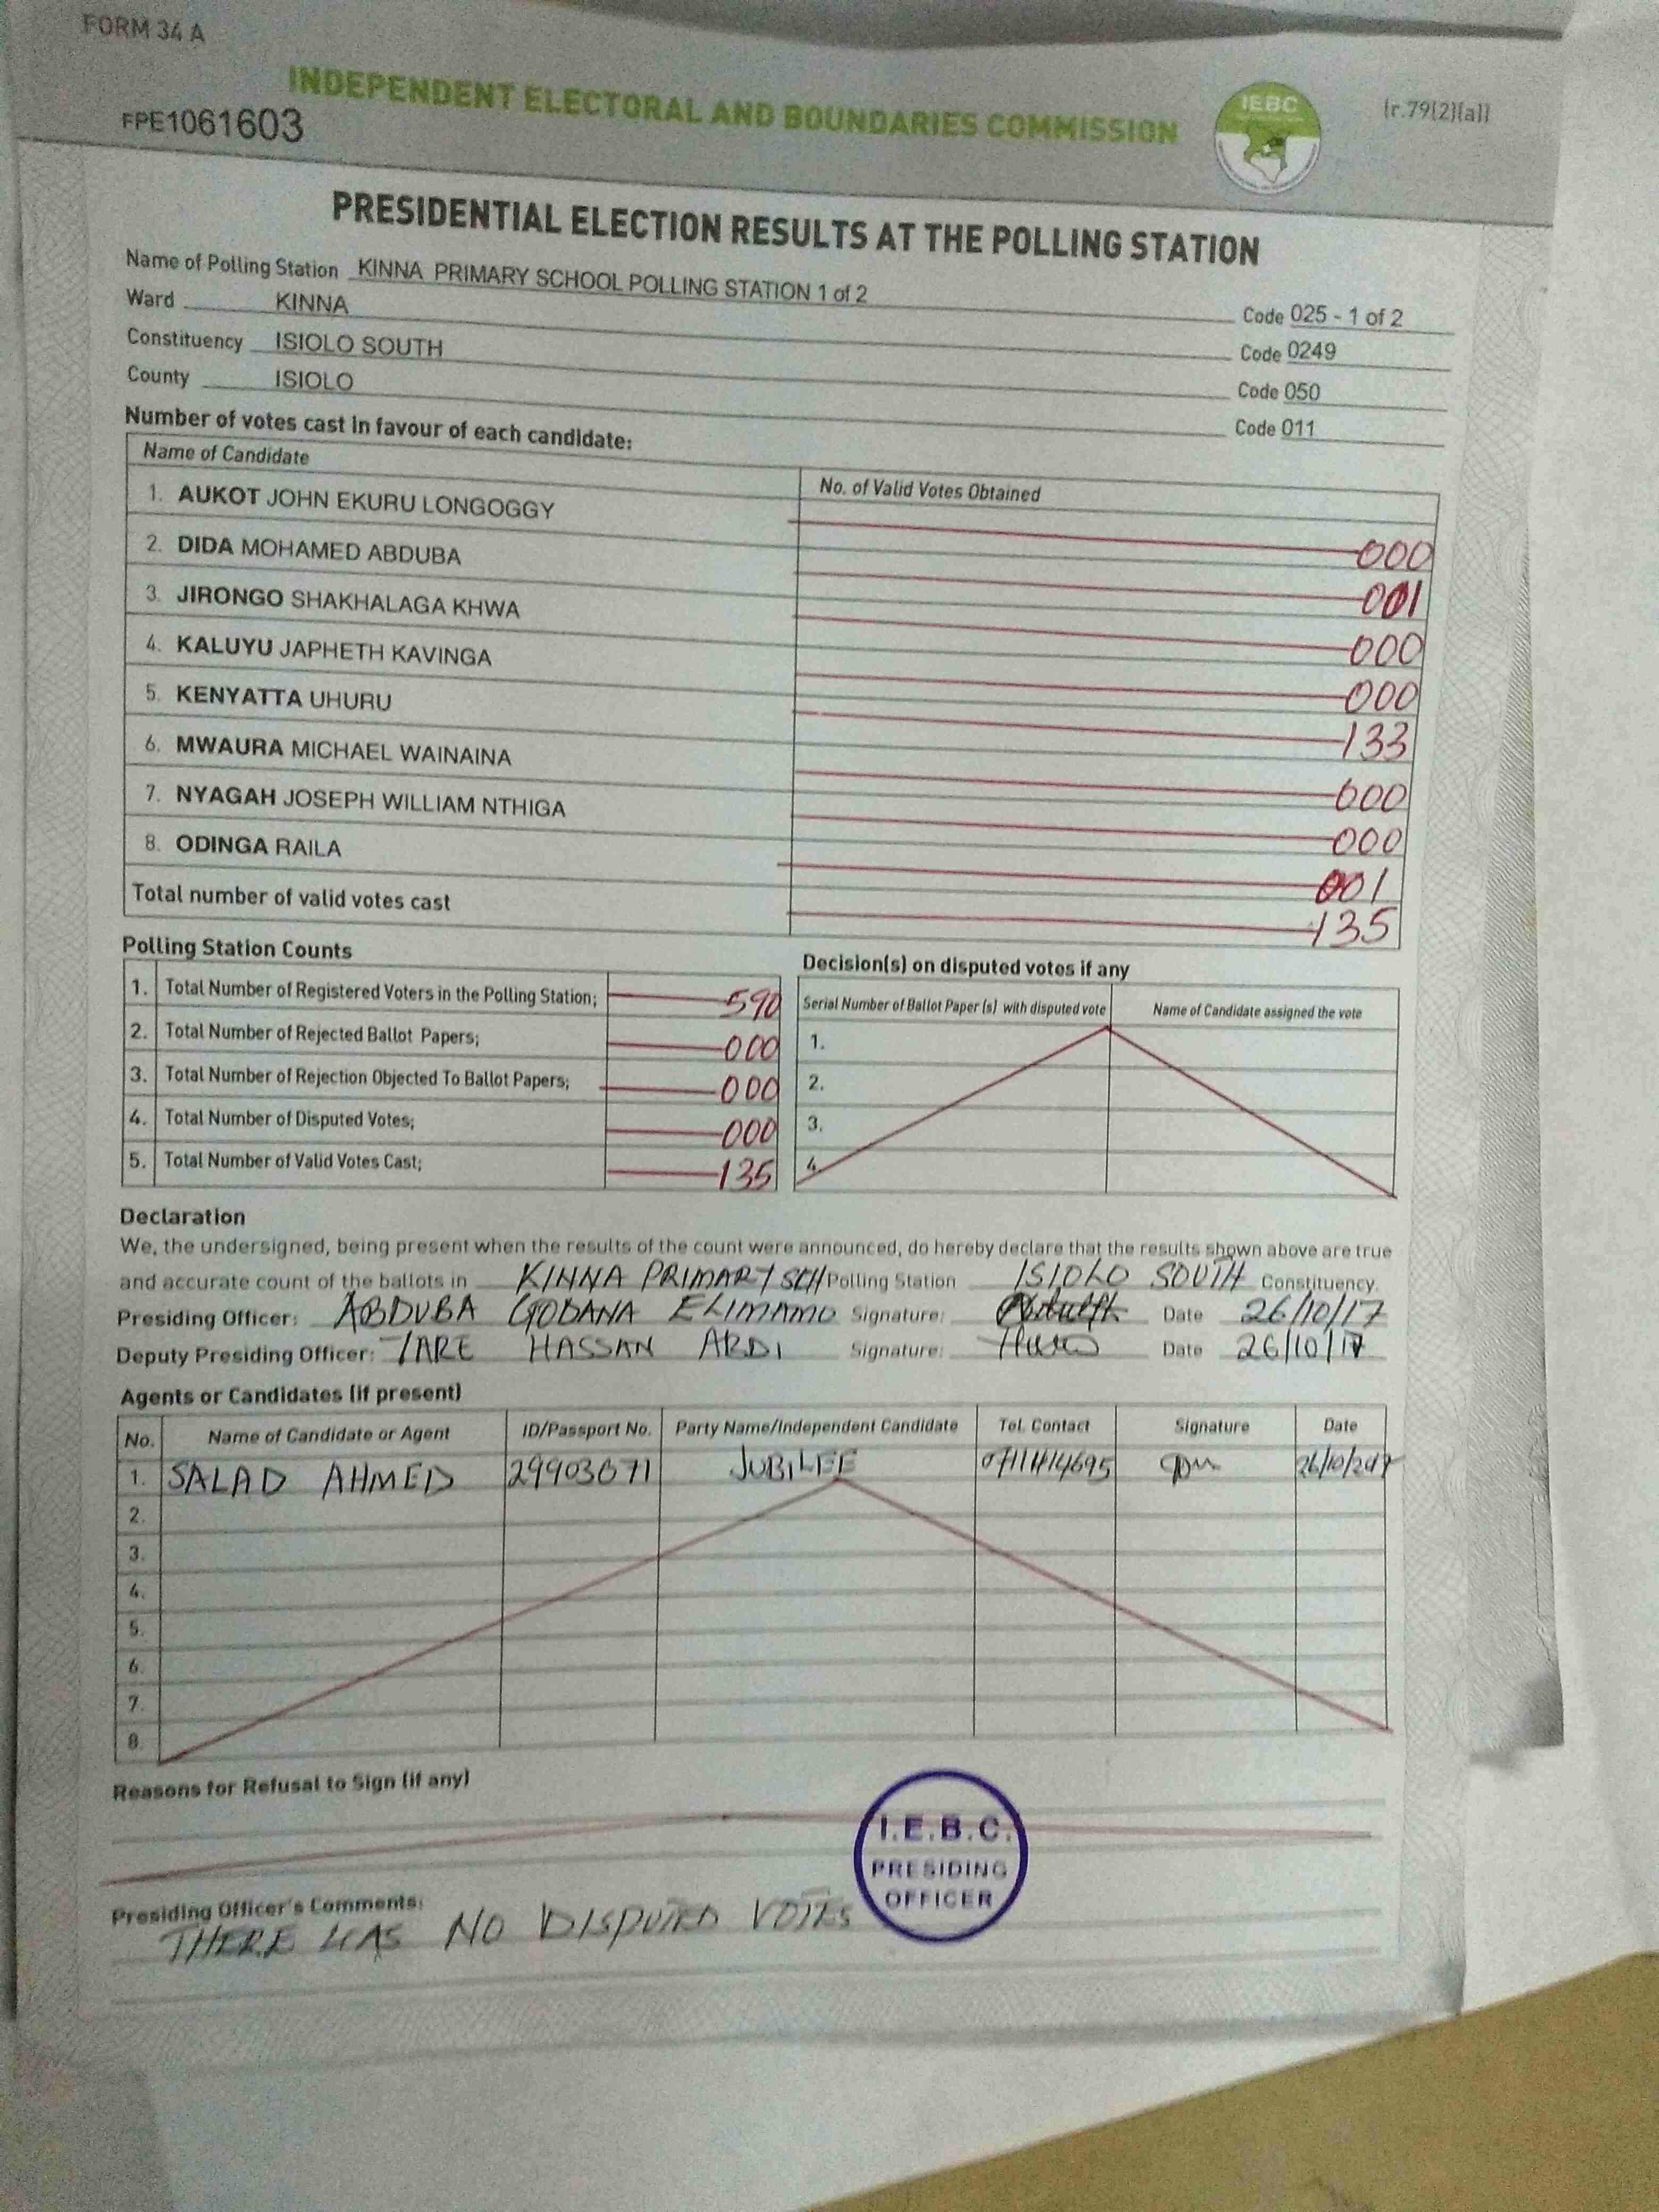 FORM 34 A
INDEPENDENT ELECTORAL AND BOUNDARIES COMMISSION
IEBC
(r.79(2)(a))
FPE1061603
PRESIDENTIAL ELECTION RESULTS AT THE POLLING STATION
Name of Polling Station KINNA PRIMARY SCHOOL POLLING STATION 1 of 2 Code 025 - 1 of 2
Ward KINNA Code 0249
Constituency ISIOLO SOUTH Code 050
County ISIOLO Code 011
Number of votes cast in favour of each candidate:
Name of Candidate No. of Valid Votes Obtained
1. AUKOT JOHN EKURU LONGOGGY 000
2. DIDA MOHAMED ABDUBA 001
3. JIRONGO SHAKHALAGA KHWA 000
4. KALUYU JAPHETH KAVINGA 000
5. KENYATTA UHURU 133
6. MWAURA MICHAEL WAINAINA 000
7. NYAGAH JOSEPH WILLIAM NTHIGA 000
8. ODINGA RAILA 001
Total number of valid votes cast 135
Polling Station Counts
1. Total Number of Registered Voters in the Polling Station; 590
2. Total Number of Rejected Ballot Papers; 000
3. Total Number of Rejection Objected To Ballot Papers; 000
4. Total Number of Disputed Votes; 000
5. Total Number of Valid Votes Cast; 135
Decision(s) on disputed votes if any
Serial Number of Ballot Paper (s) with disputed vote Name of Candidate assigned the vote
1.
2.
3.
4.
Declaration
We, the undersigned, being present when the results of the count were announced, do hereby declare that the results shown above are true
and accurate count of the ballots in KINNA PRIMARY SCH Polling Station ISIOLO SOUTH Constituency.
Presiding Officer: ABDUBA GODANA ELIMAMO Signature: Date 26/10/17
Deputy Presiding Officer: TARE HASSAN ABDI Signature: Date 26/10/17
Agents or Candidates (if present)
No. Name of Candidate or Agent ID/Passport No. Party Name/Independent Candidate Tel. Contact Signature Date
1. SALAD AHMED 29903671 JUBILEE 0711414695 26/10/2017
2.
3.
4.
5.
6.
7.
8.
Reasons for Refusal to Sign (if any)
I.E.B.C.
PRESIDING
OFFICER
Presiding Officer's Comments:
THERE WAS NO DISPUTED VOTES